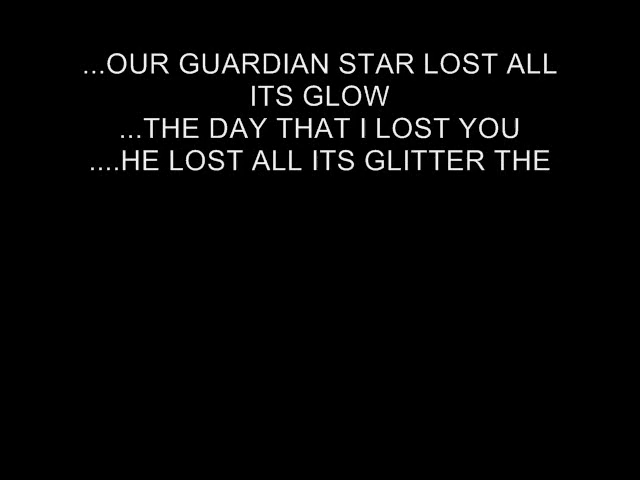 ...OUR GUARDIAN STAR LOST ALL
ITS GLOW
...THE DAY THAT I LOST YOU
....HE LOST ALL ITS GLITTER THE